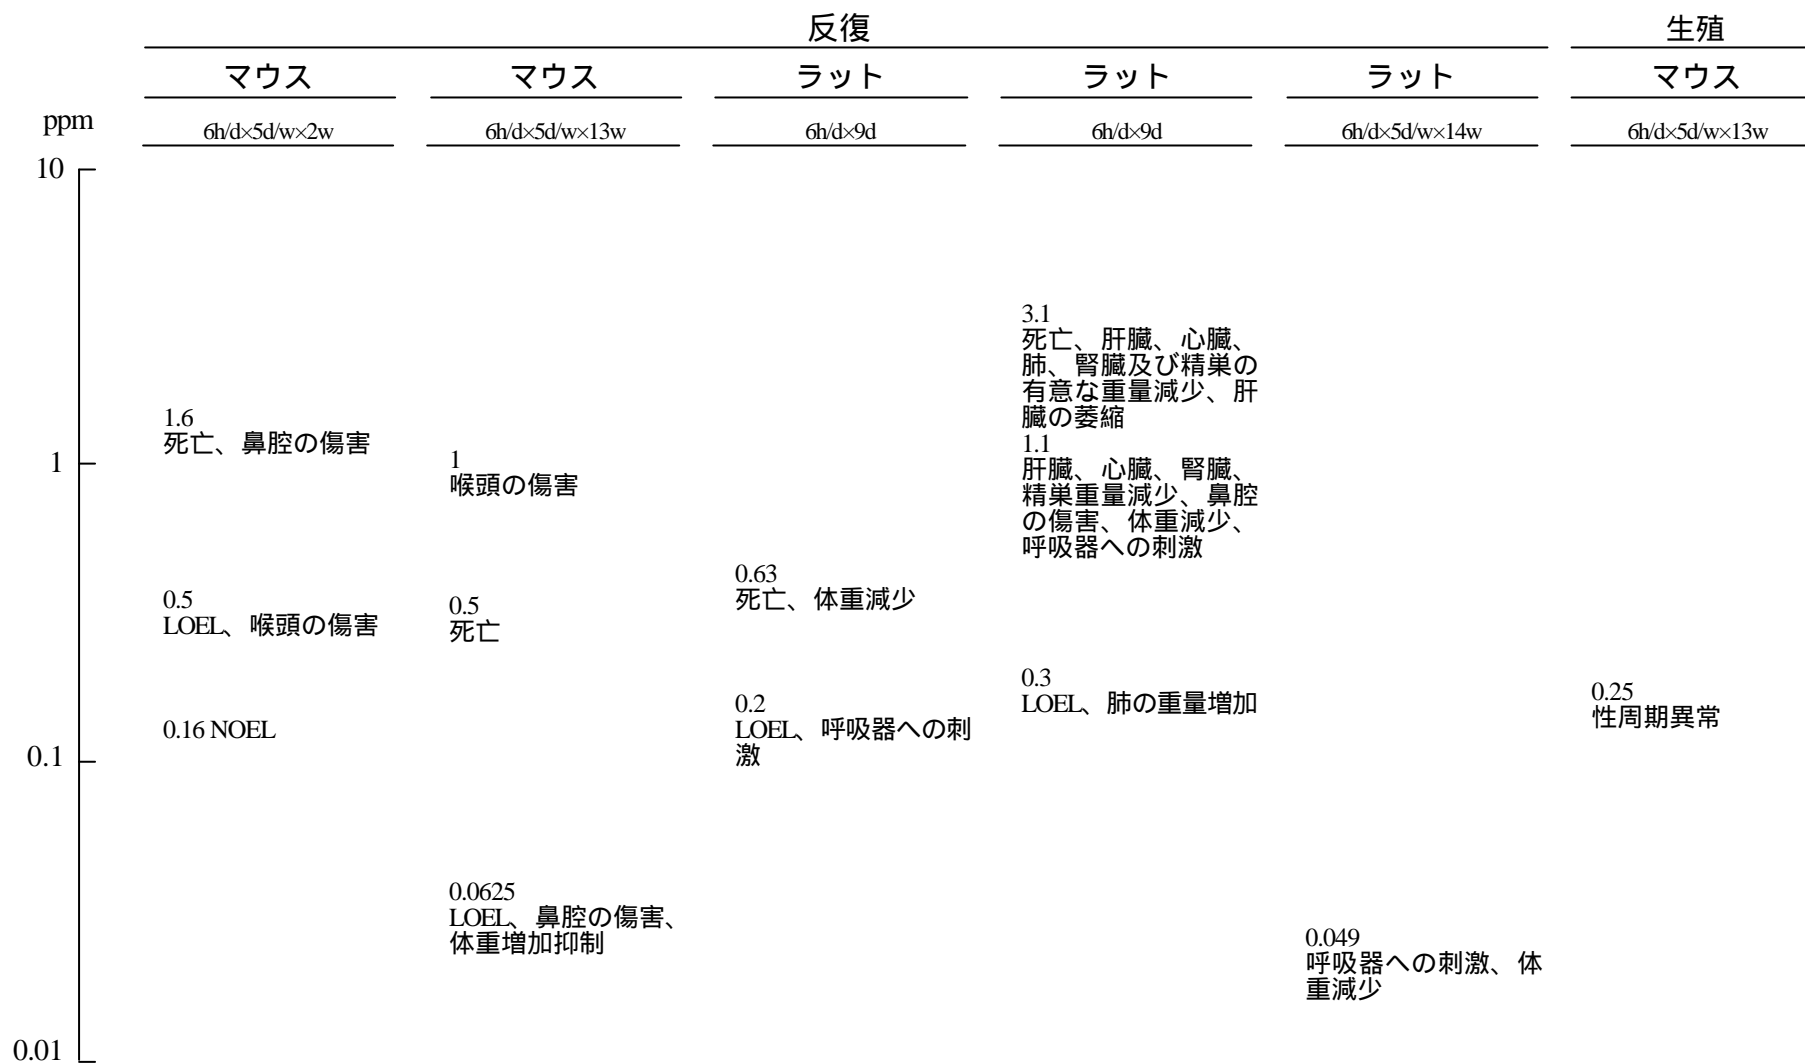 反復
生殖
マウス
マウス
ラット
ラット
ラット
マウス
ppm
6h/d×5d/w×2w
6h/d×5d/w×13w
6h/d×9d
6h/d×9d
6h/d×5d/w×14w
6h/d×5d/w×13w
10
1
0.1
0.01
1.6
死亡、鼻腔の傷害
0.5
LOEL、喉頭の傷害
0.16 NOEL
1
喉頭の傷害
0.5
死亡
0.0625
LOEL、鼻腔の傷害、
体重増加抑制
0.63
死亡、体重減少
0.2
LOEL、呼吸器への刺
激
3.1
死亡、肝臓、心臓、
肺、腎臓及び精巣の
有意な重量減少、肝
臓の萎縮
1.1
肝臓、心臓、腎臓、
精巣重量減少、鼻腔
の傷害、体重減少、
呼吸器への刺激
0.3
LOEL、肺の重量増加
0.049
呼吸器への刺激、体
重減少
0.25
性周期異常